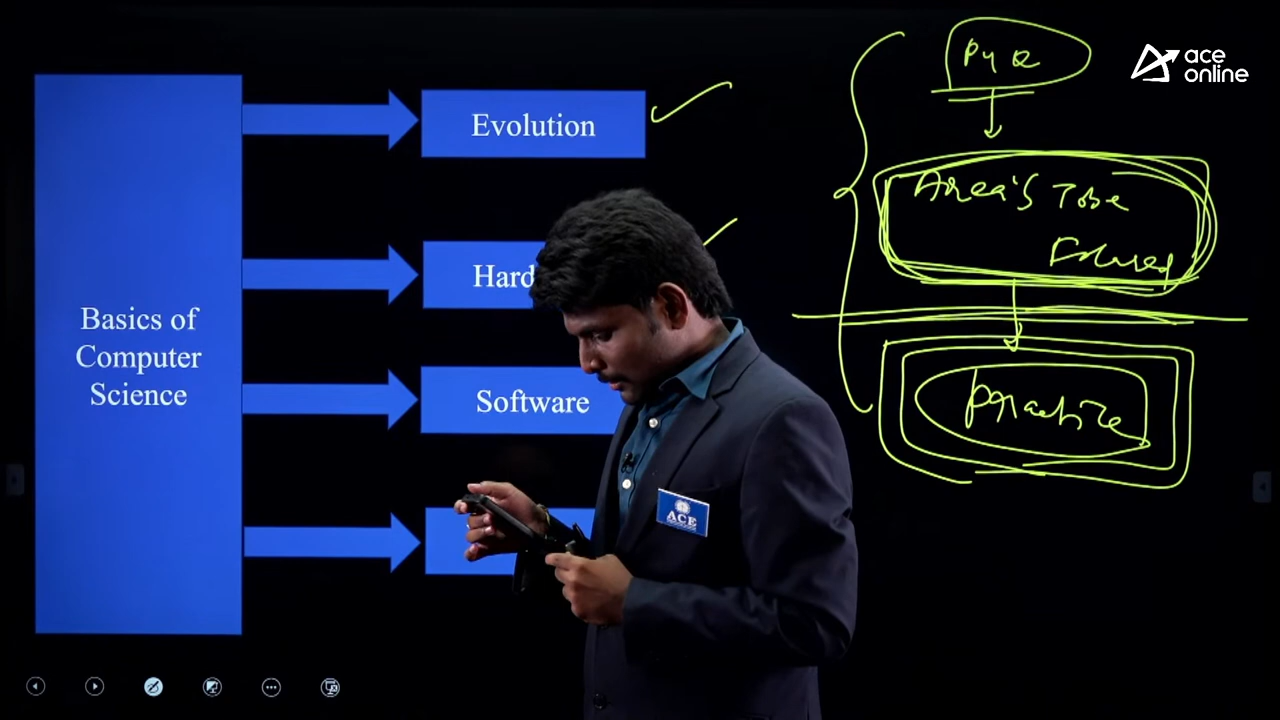 Basics of
Computer
Science
Evolution
Hard
Software
PYQ
Area's To be
Focused
Practice
ace
online
ACE